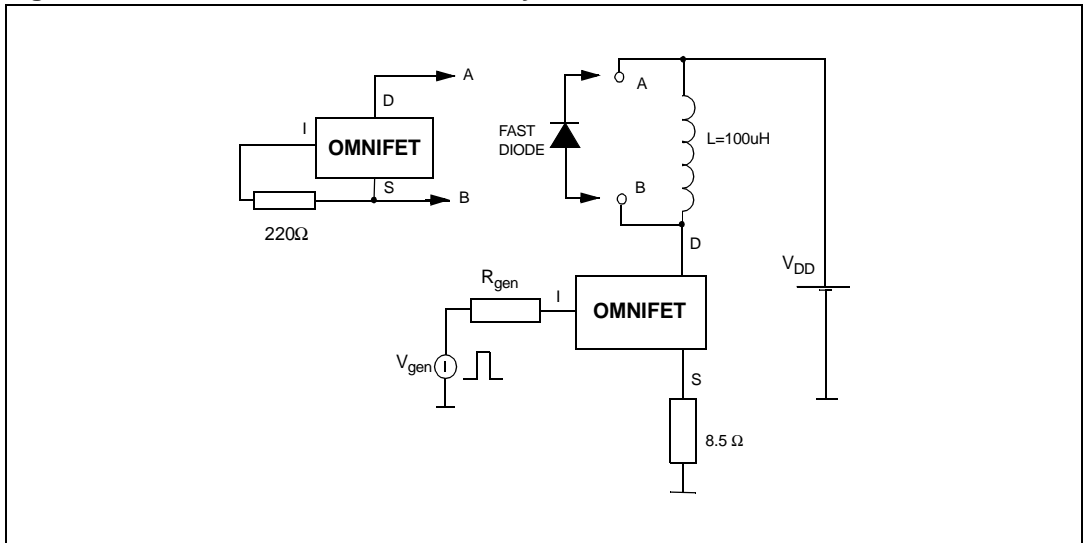 A
D
I
OMNIFET
S
B
220Ω
FAST
DIODE
A
B
L=100uH
D
V_DD
R_gen
I
OMNIFET
V_gen
S
8.5 Ω